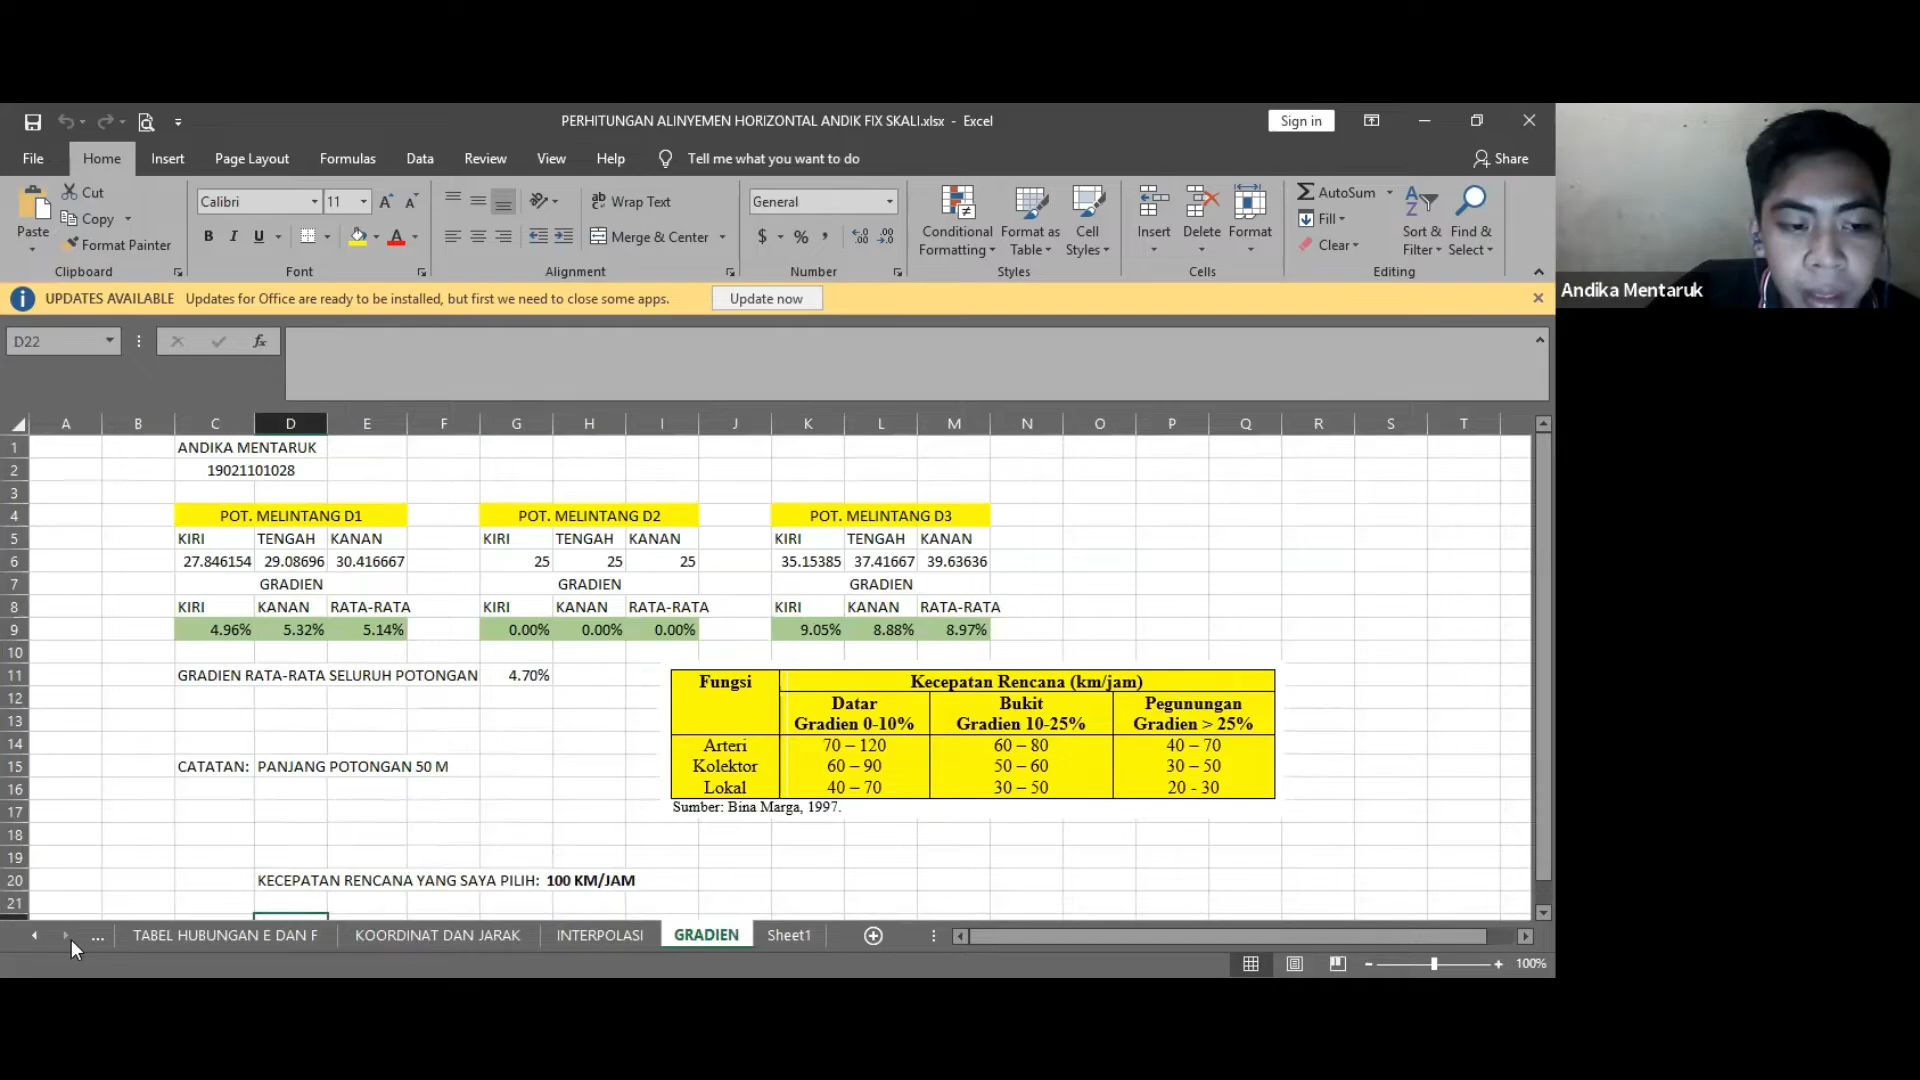 PERHITUNGAN ALINYEMEN HORIZONTAL ANDIK FIX SKALI.xlsx - Excel
Sign in
File Home Insert Page Layout Formulas Data Review View Help Tell me what you want to do Share
Paste Cut Copy Format Painter
Calibri 11
B I U
Wrap Text
Merge & Center
General
$ % ,
Conditional Formatting
Format as Table
Cell Styles
Insert Delete Format
AutoSum
Fill
Clear
Sort & Filter
Find & Select
Clipboard Font Alignment Number Styles Cells Editing
UPDATES AVAILABLE Updates for Office are ready to be installed, but first we need to close some apps. Update now
Andika Mentaruk
D22 fx
A B C D E F G H I J K L M N O P Q R S T
1 ANDIKA MENTARUK
2 19021101028
3
4 POT. MELINTANG D1 POT. MELINTANG D2 POT. MELINTANG D3
5 KIRI TENGAH KANAN KIRI TENGAH KANAN KIRI TENGAH KANAN
6 27.846154 29.08696 30.416667 25 25 25 35.15385 37.41667 39.63636
7 GRADIEN GRADIEN GRADIEN
8 KIRI KANAN RATA-RATA KIRI KANAN RATA-RATA KIRI KANAN RATA-RATA
9 4.96% 5.32% 5.14% 0.00% 0.00% 0.00% 9.05% 8.88% 8.97%
10
11 GRADIEN RATA-RATA SELURUH POTONGAN 4.70%
12
13
14
15 CATATAN: PANJANG POTONGAN 50 M
16
17
18
19
20 KECEPATAN RENCANA YANG SAYA PILIH: 100 KM/JAM
21
Fungsi Kecepatan Rencana (km/jam)
Datar Bukit Pegunungan
Gradien 0-10% Gradien 10-25% Gradien > 25%
Arteri 70 – 120 60 – 80 40 – 70
Kolektor 60 – 90 50 – 60 30 – 50
Lokal 40 – 70 30 – 50 20 - 30
Sumber: Bina Marga, 1997.
... TABEL HUBUNGAN E DAN F KOORDINAT DAN JARAK INTERPOLASI GRADIEN Sheet1
100%